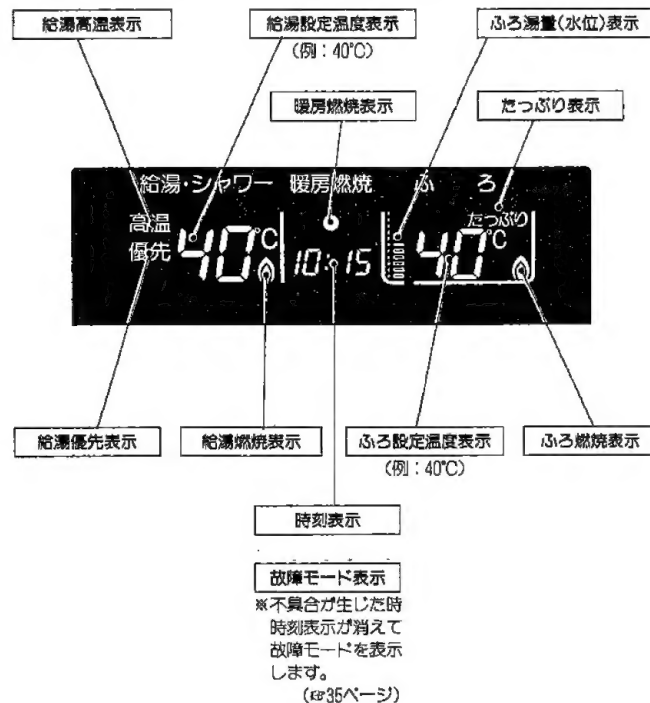 給湯高温表示
給湯設定温度表示
(例：40℃)
ふろ湯量(水位)表示
暖房燃焼表示
たっぷり表示
給湯・シャワー 暖房燃焼 ふろ
高温
優先
40℃
10:15
たっぷり
40℃
給湯優先表示
給湯燃焼表示
ふろ設定温度表示
(例：40℃)
ふろ燃焼表示
時刻表示
故障モード表示
※不具合が生じた時
時刻表示が消えて
故障モードを表示
します。
(☞35ページ)